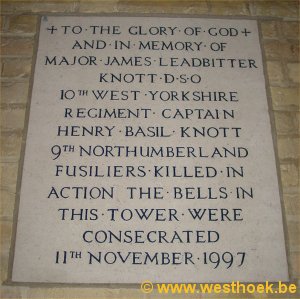 +TO·THE·GLORY·OF·GOD+
AND·IN·MEMORY·OF
MAJOR·JAMES·LEADBITTER
KNOTT·D·S·O
10TH WEST·YORKSHIRE
REGIMENT·CAPTAIN
HENRY·BASIL·KNOTT
9TH NORTHUMBERLAND
FUSILIERS·KILLED·IN
ACTION THE·BELLS·IN
THIS·TOWER·WERE
CONSECRATED
11TH NOVEMBER·1997
© www.westhoek.be